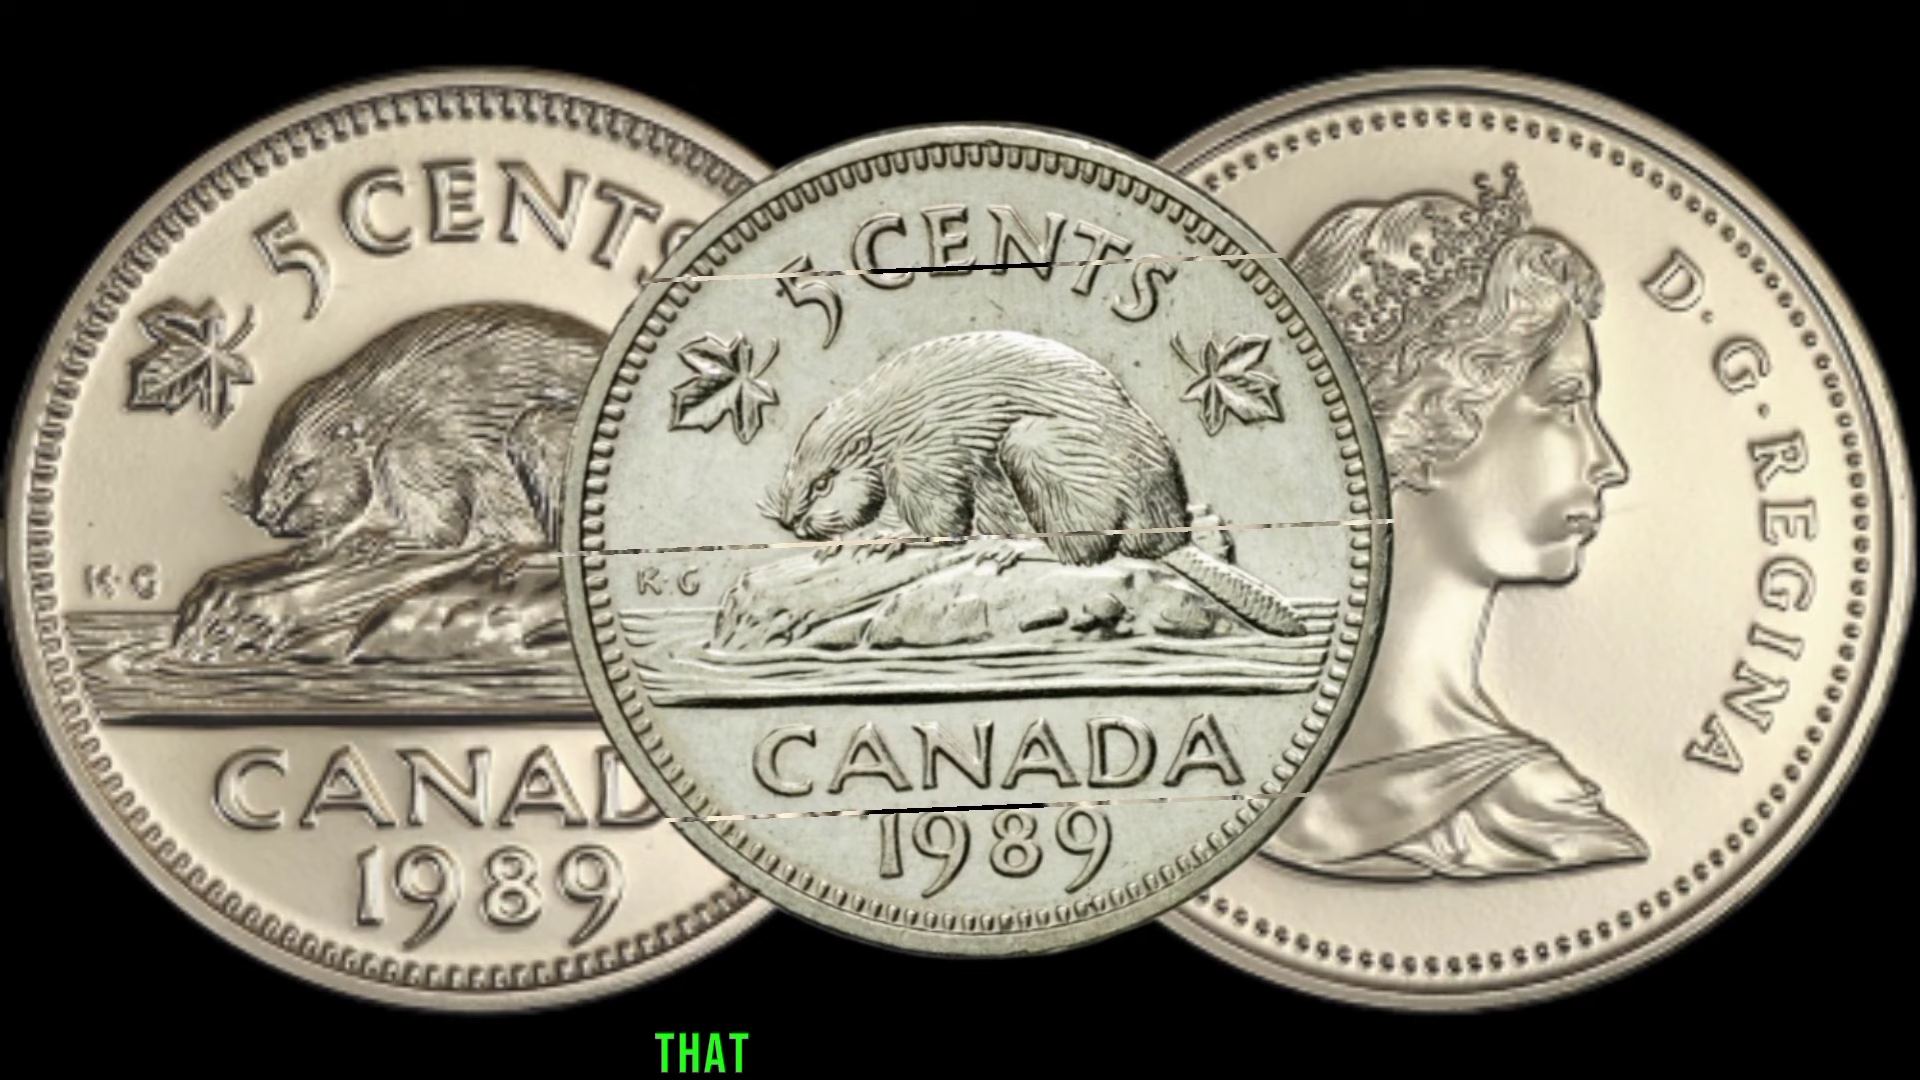 5 CENTS
K·G
CANAD
1989
5 CENTS
K·G
CANADA
1989
D·G·REGINA
THAT